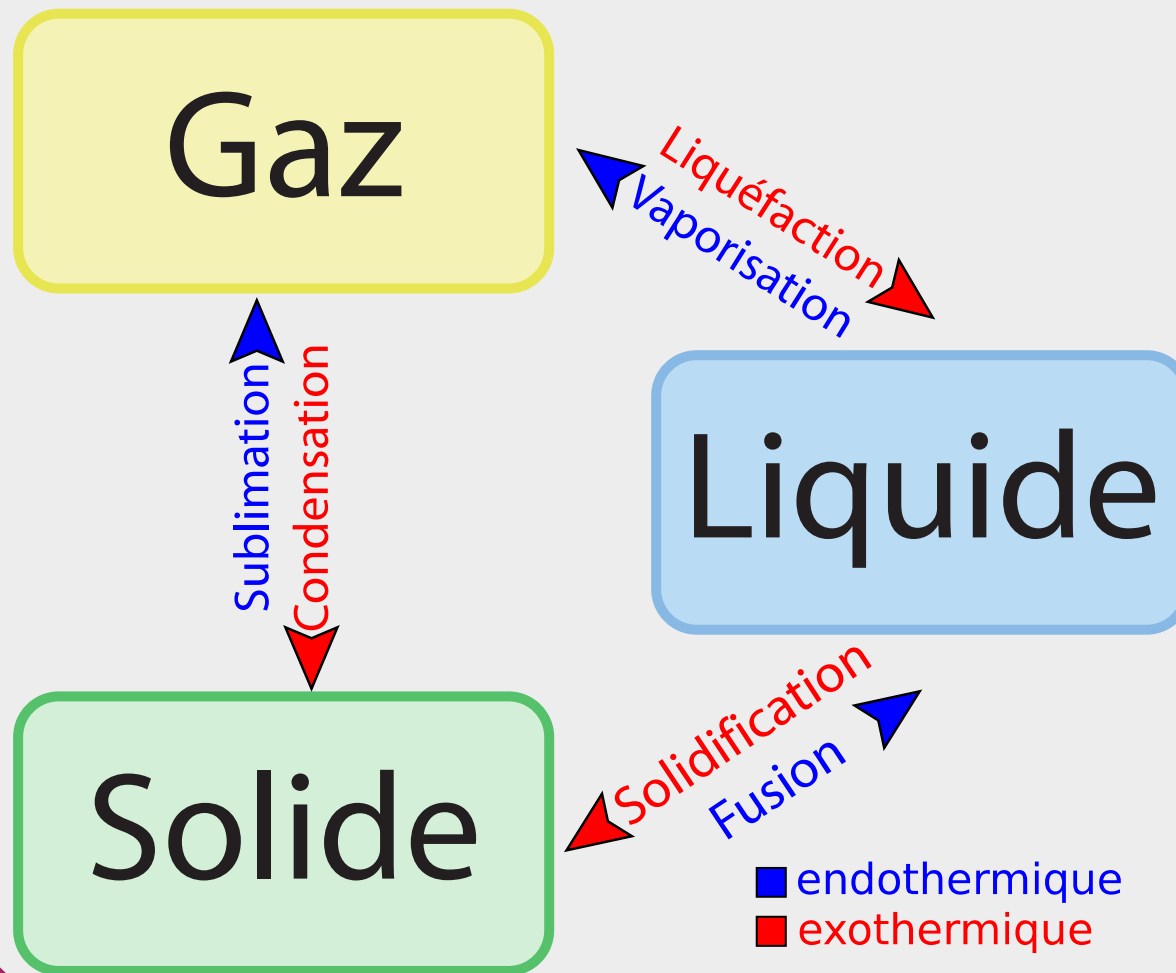 Gaz
Liquéfaction
Vaporisation
Sublimation
Condensation
Liquide
Solidification
Fusion
Solide
endothermique
exothermique